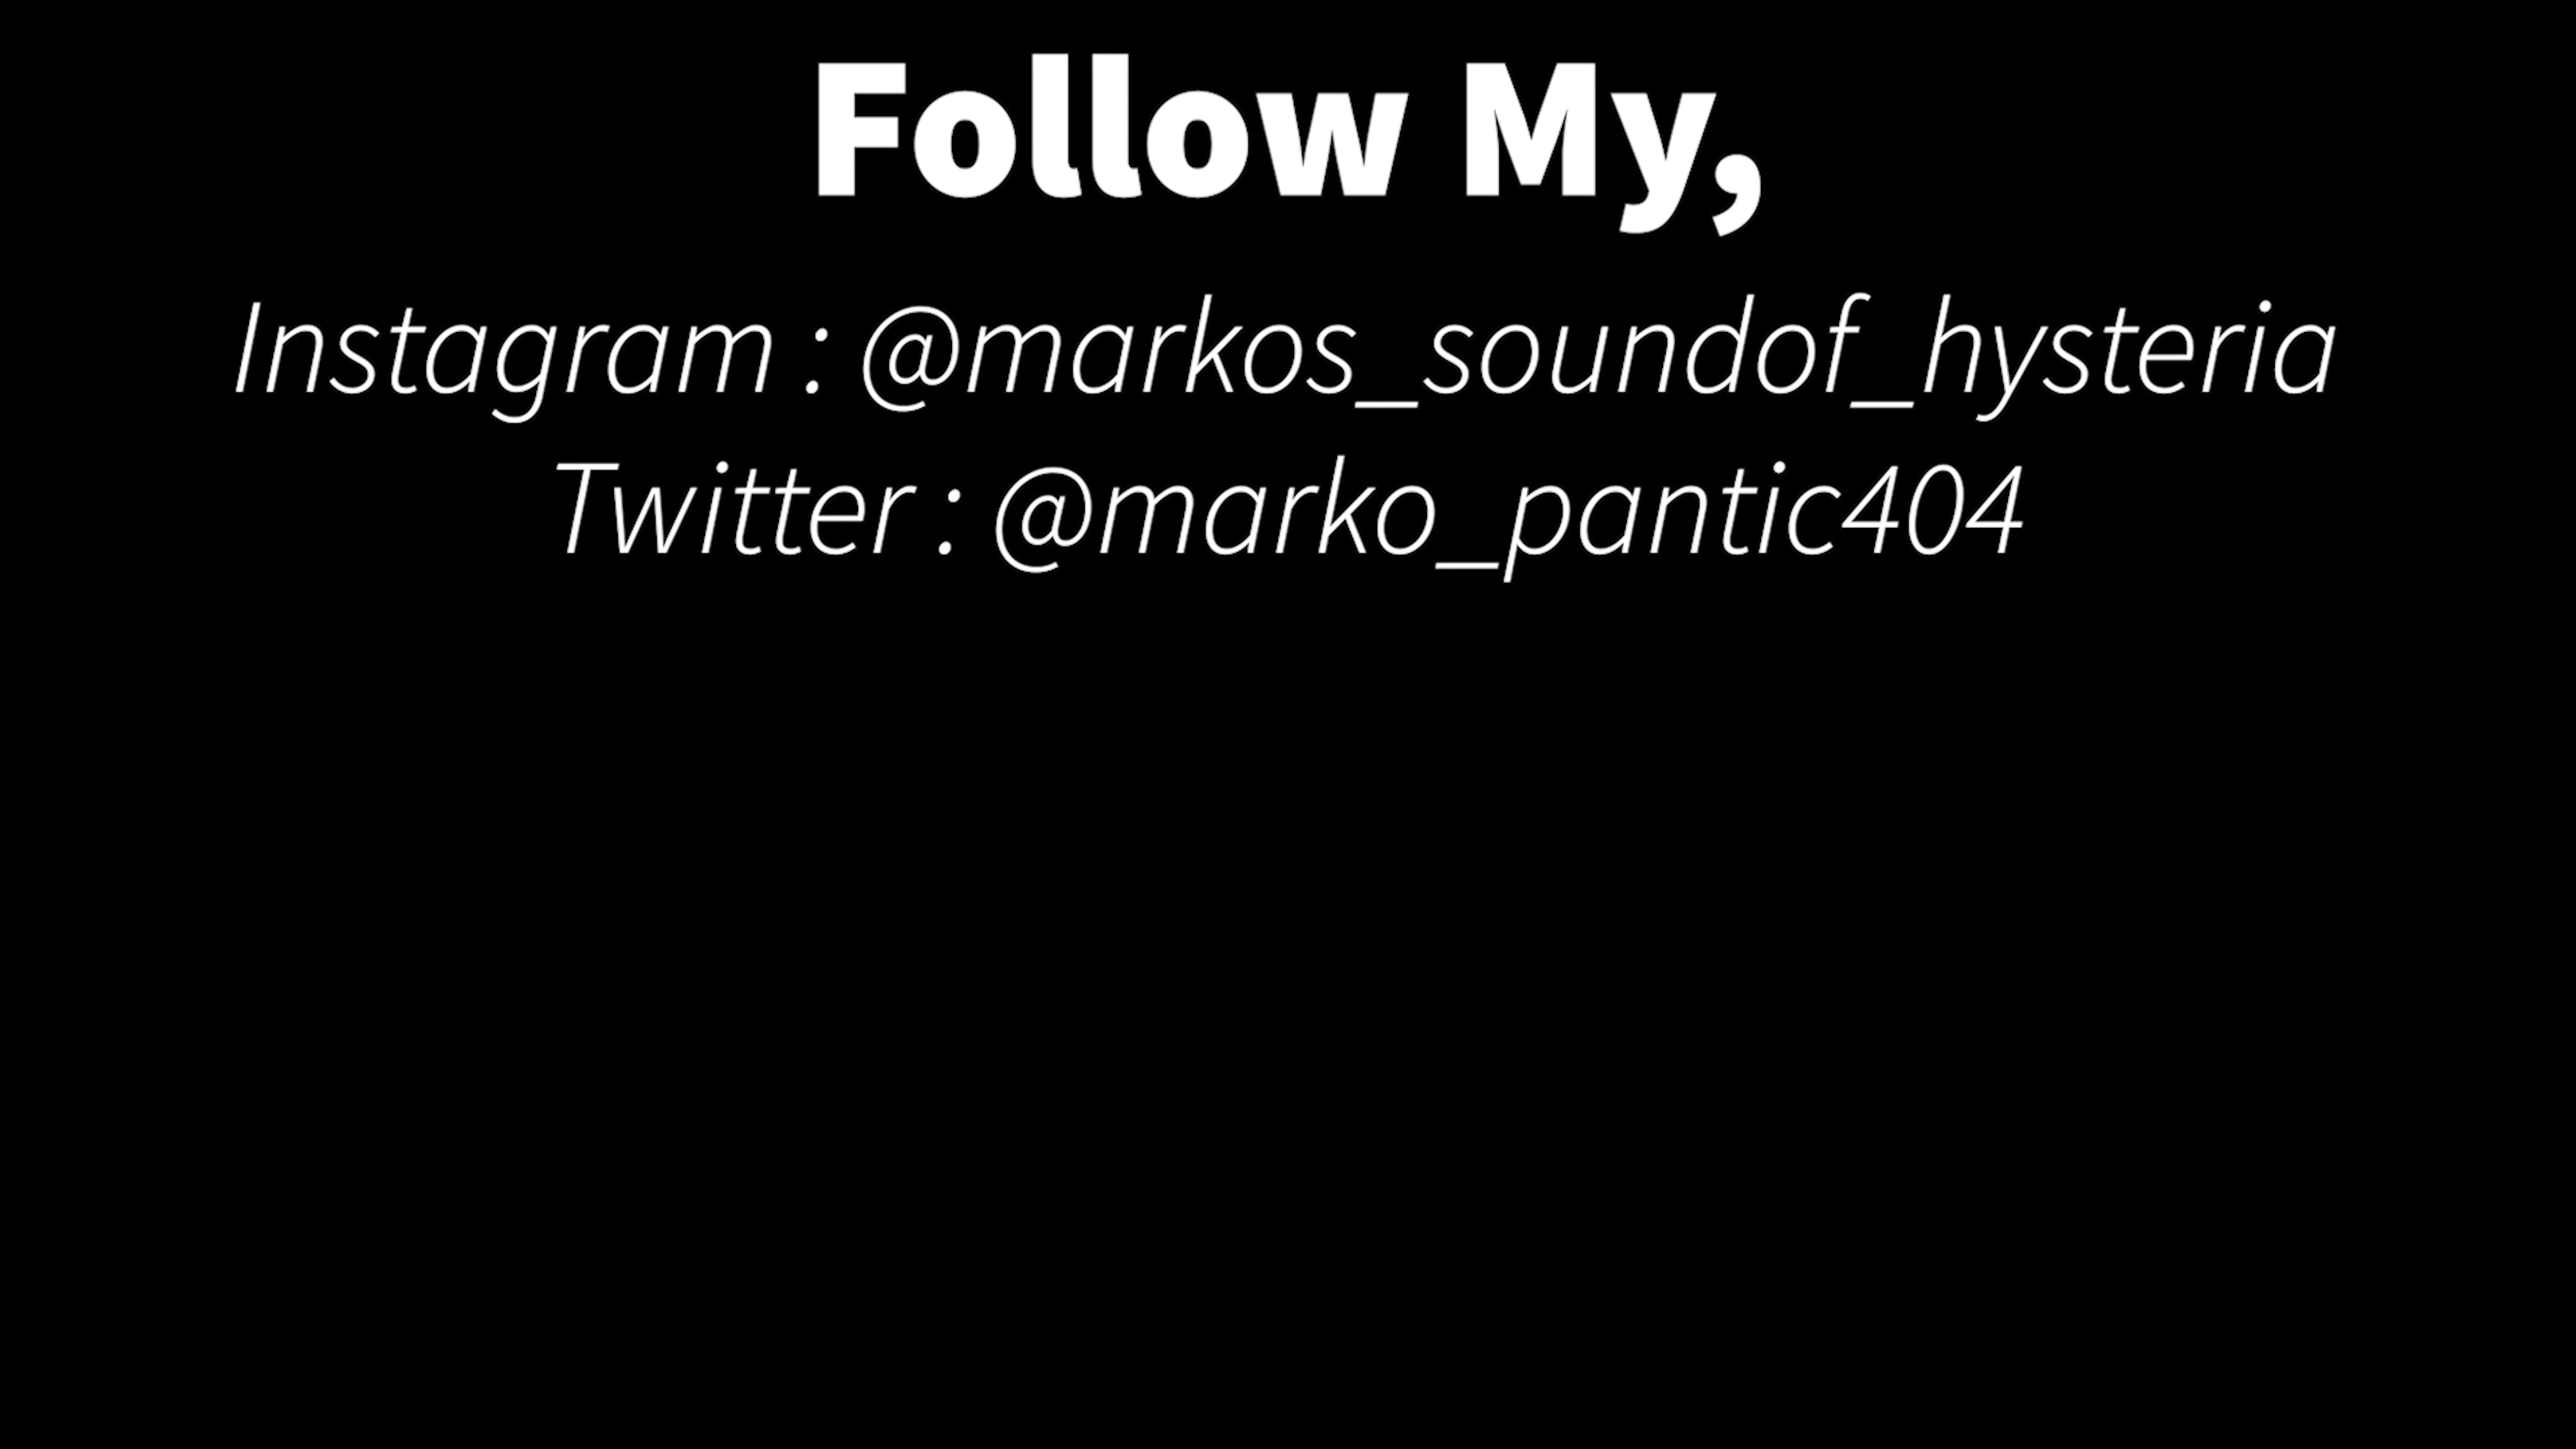 Follow My,
Instagram : @markos_soundof_hysteria
Twitter : @marko_pantic404